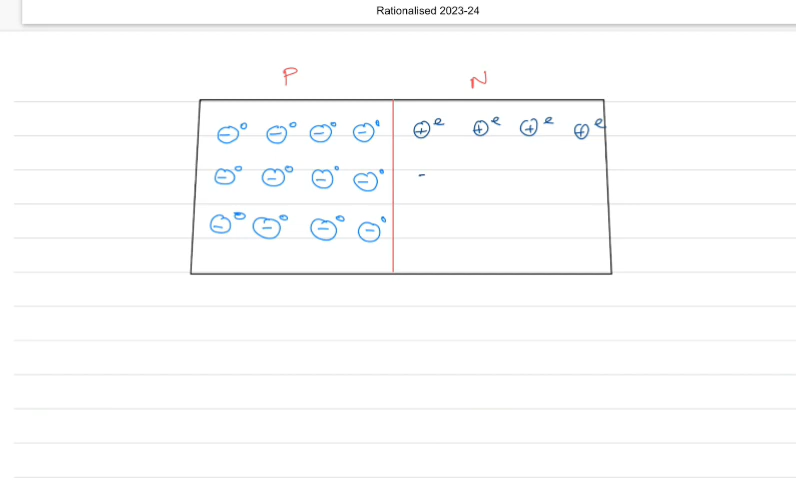 Rationalised 2023-24
P N
⊖° ⊖° ⊖° ⊖° ⊕e ⊕e ⊕e ⊕e
⊖° ⊖° ⊖° ⊖° -
⊖° ⊖° ⊖° ⊖°